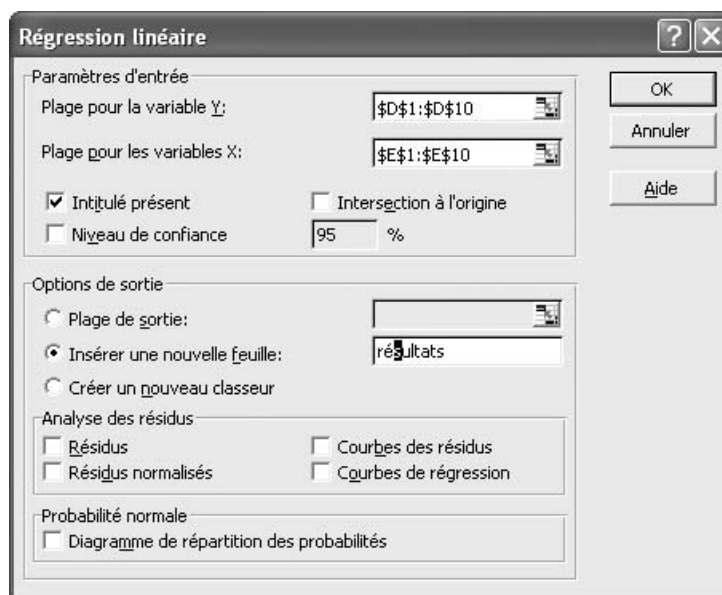 Régression linéaire
Paramètres d'entrée
Plage pour la variable Y:
$D$1:$D$10
Plage pour les variables X:
$E$1:$E$10
Intitulé présent
Intersection à l'origine
Niveau de confiance
95 %
OK
Annuler
Aide
Options de sortie
Plage de sortie:
Insérer une nouvelle feuille:
résultats
Créer un nouveau classeur
Analyse des résidus
Résidus
Courbes des résidus
Résidus normalisés
Courbes de régression
Probabilité normale
Diagramme de répartition des probabilités